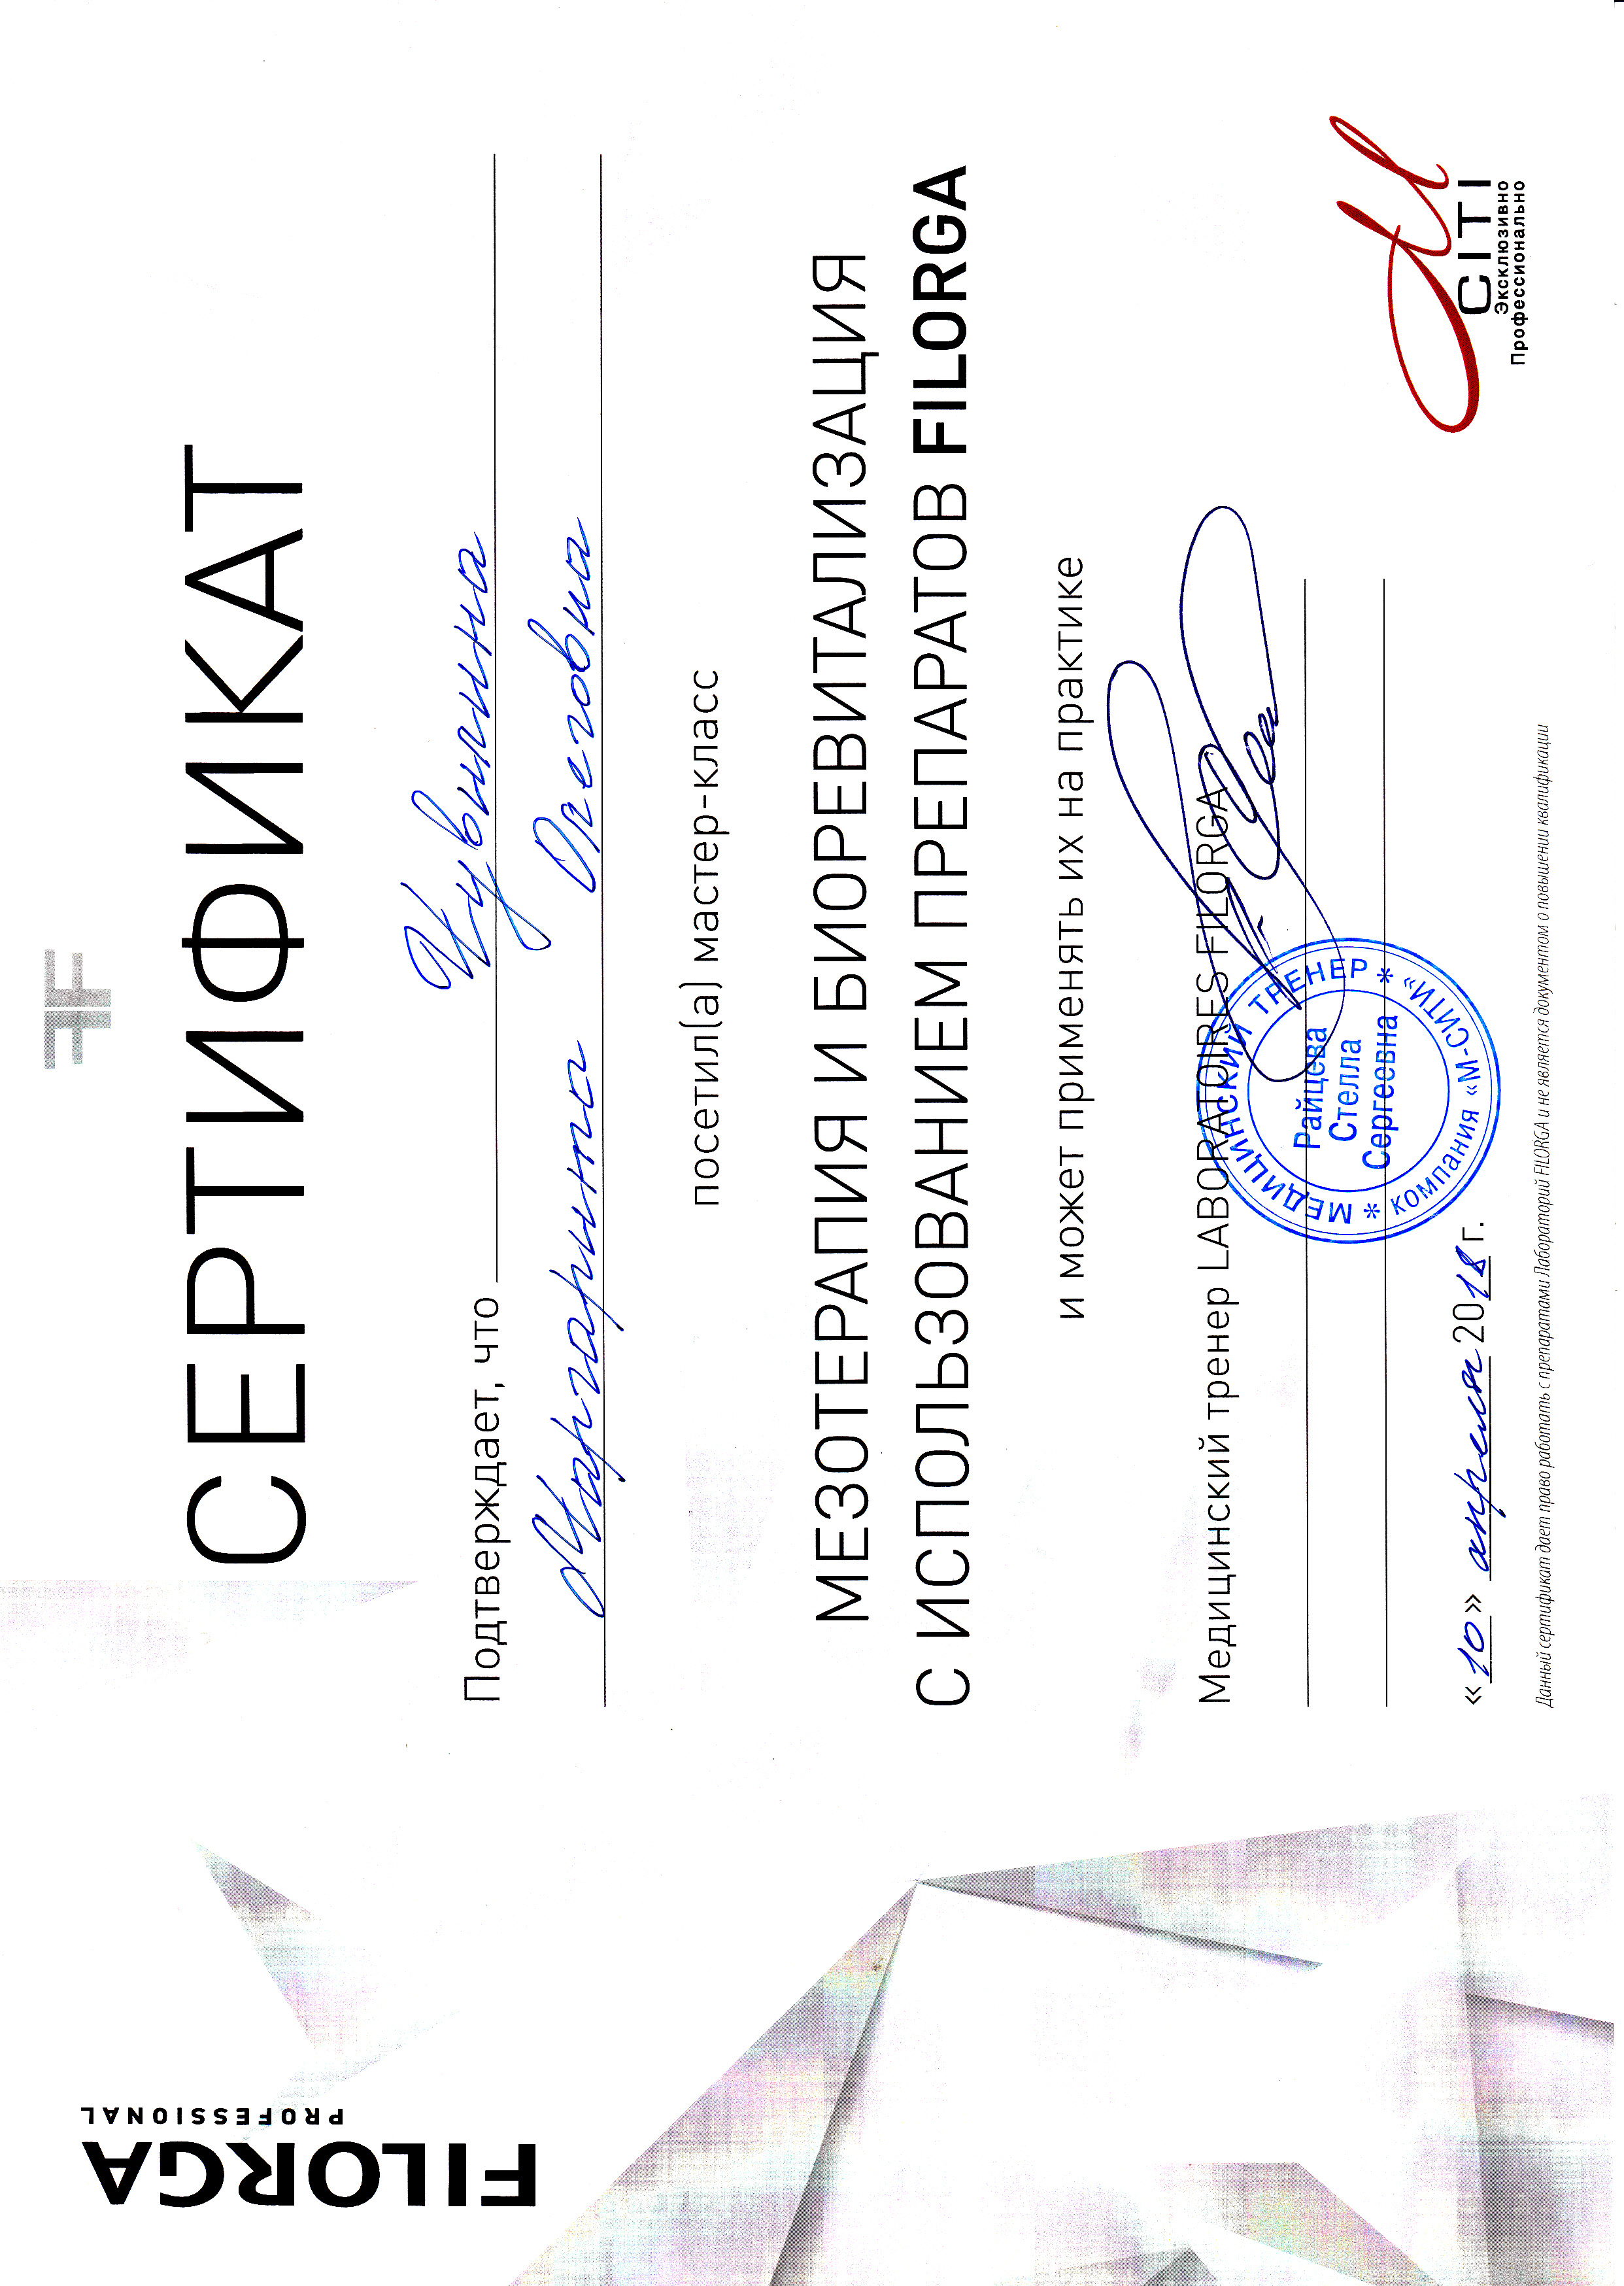 FILORGA
PROFESSIONAL
СЕРТИФИКАТ
Подтверждает, что Чувилина
Маргарита Олеговна
посетил(а) мастер-класс
МЕЗОТЕРАПИЯ И БИОРЕВИТАЛИЗАЦИЯ
С ИСПОЛЬЗОВАНИЕМ ПРЕПАРАТОВ FILORGA
и может применять их на практике
Медицинский тренер LABORATOIRES FILORGA
* МЕДИЦИНСКИЙ ТРЕНЕР *
Райцева
Стелла
Сергеевна
компания «М-СИТИ»
«10» апреля 2018 г.
M
CITI
Эксклюзивно
Профессионально
Данный сертификат дает право работать с препаратами Лабораторий FILORGA и не является документом о повышении квалификации